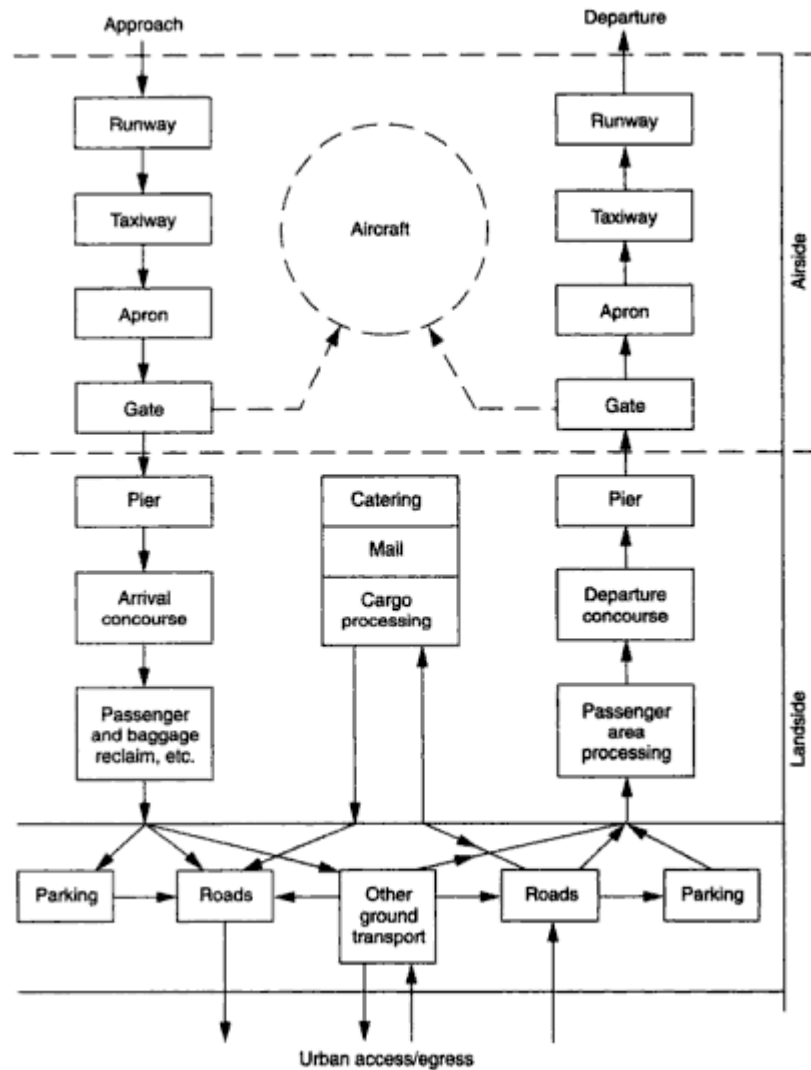 Approach
Departure
Runway
Runway
Taxiway
Aircraft
Taxiway
Airside
Apron
Apron
Gate
Gate
Pier
Catering
Pier
Mail
Arrival
concourse
Cargo
processing
Departure
concourse
Landside
Passenger
and baggage
reclaim, etc.
Passenger
area
processing
Parking
Roads
Other
ground
transport
Roads
Parking
Urban access/egress